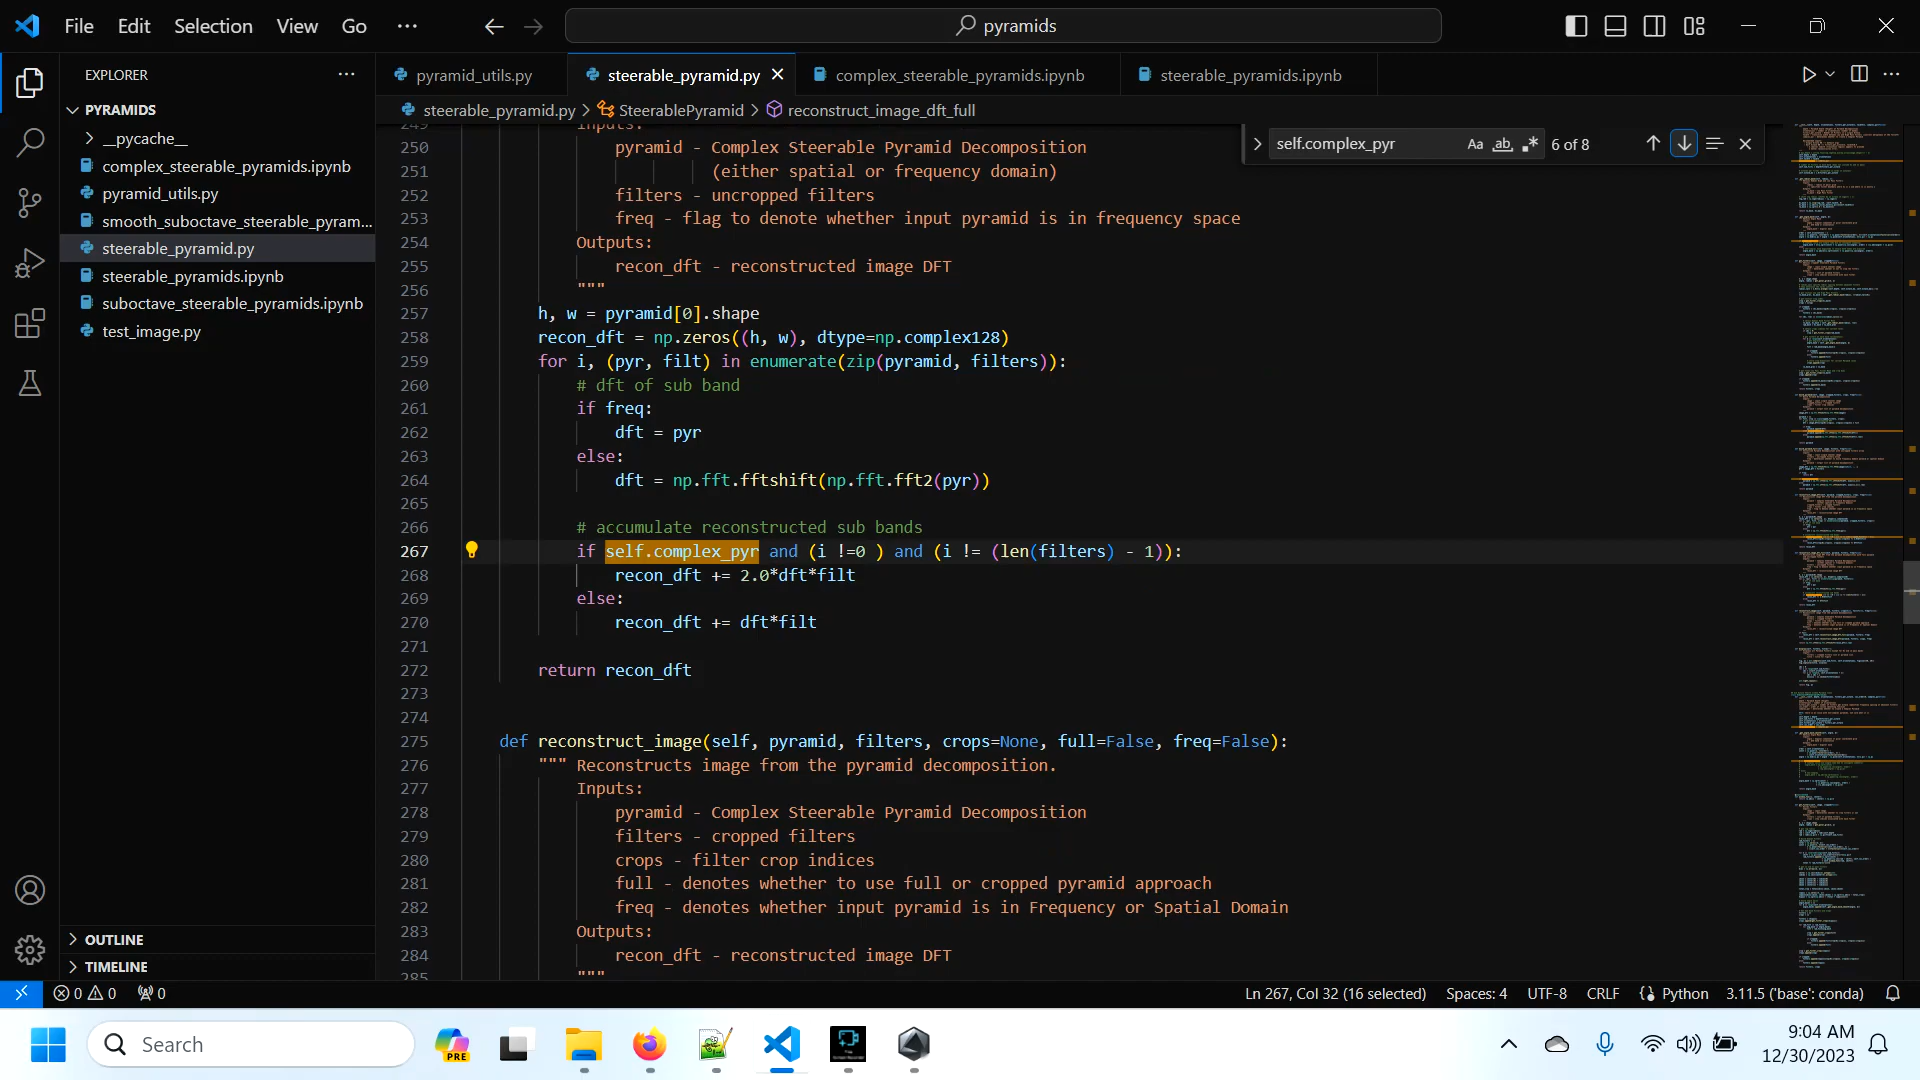 File Edit Selection View Go ··· pyramids
EXPLORER
PYRAMIDS
__pycache__
complex_steerable_pyramids.ipynb
pyramid_utils.py
smooth_suboctave_steerable_pyram...
steerable_pyramid.py
steerable_pyramids.ipynb
suboctave_steerable_pyramids.ipynb
test_image.py
OUTLINE
TIMELINE
pyramid_utils.py steerable_pyramid.py complex_steerable_pyramids.ipynb steerable_pyramids.ipynb
steerable_pyramid.py > SteerablePyramid > reconstruct_image_dft_full
self.complex_pyr Aa ab .* 6 of 8
249 Inputs:
250 pyramid - Complex Steerable Pyramid Decomposition
251 (either spatial or frequency domain)
252 filters - uncropped filters
253 freq - flag to denote whether input pyramid is in frequency space
254 Outputs:
255 recon_dft - reconstructed image DFT
256 """
257 h, w = pyramid[0].shape
258 recon_dft = np.zeros((h, w), dtype=np.complex128)
259 for i, (pyr, filt) in enumerate(zip(pyramid, filters)):
260 # dft of sub band
261 if freq:
262 dft = pyr
263 else:
264 dft = np.fft.fftshift(np.fft.fft2(pyr))
265
266 # accumulate reconstructed sub bands
267 if self.complex_pyr and (i !=0 ) and (i != (len(filters) - 1)):
268 recon_dft += 2.0*dft*filt
269 else:
270 recon_dft += dft*filt
271
272 return recon_dft
273
274
275 def reconstruct_image(self, pyramid, filters, crops=None, full=False, freq=False):
276 """ Reconstructs image from the pyramid decomposition.
277 Inputs:
278 pyramid - Complex Steerable Pyramid Decomposition
279 filters - cropped filters
280 crops - filter crop indices
281 full - denotes whether to use full or cropped pyramid approach
282 freq - denotes whether input pyramid is in Frequency or Spatial Domain
283 Outputs:
284 recon_dft - reconstructed image DFT
285 """
0 0 0 Ln 267, Col 32 (16 selected) Spaces: 4 UTF-8 CRLF Python 3.11.5 ('base': conda)
Search
PRE
9:04 AM
12/30/2023